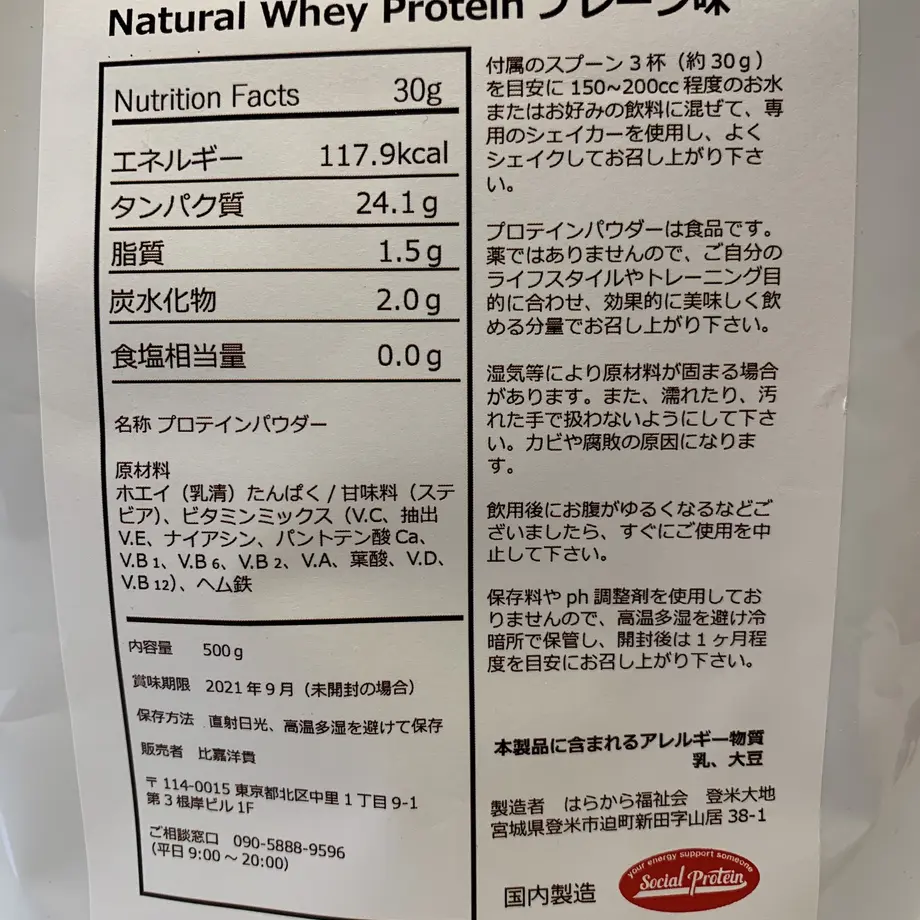 Natural Whey Protein プレーン味
Nutrition Facts 30g
エネルギー 117.9kcal
タンパク質 24.1g
脂質 1.5g
炭水化物 2.0g
食塩相当量 0.0g
名称 プロテインパウダー
原材料
ホエイ（乳清）たんぱく / 甘味料（ステ
ビア）、ビタミンミックス（V.C、抽出
V.E、ナイアシン、パントテン酸 Ca、
V.B 1、V.B 6、V.B 2、V.A、葉酸、V.D、
V.B 12）、ヘム鉄
内容量 500g
賞味期限 2021年9月（未開封の場合）
保存方法 直射日光、高温多湿を避けて保存
販売者 比嘉洋貴
〒114-0015 東京都北区中里1丁目9-1
第3根岸ビル1F
ご相談窓口 090-5888-9596
(平日9:00～20:00)
付属のスプーン3杯（約30g）
を目安に150~200cc程度のお水
またはお好みの飲料に混ぜて、専
用のシェイカーを使用し、よく
シェイクしてお召し上がり下さ
い。
プロテインパウダーは食品です。
薬ではありませんので、ご自分の
ライフスタイルやトレーニング目
的に合わせ、効果的に美味しく飲
める分量でお召し上がり下さい。
湿気等により原材料が固まる場合
があります。また、濡れたり、汚
れた手で扱わないようにして下さ
い。カビや腐敗の原因になりま
す。
飲用後にお腹がゆるくなるなどご
ざいましたら、すぐにご使用を中
止して下さい。
保存料やph調整剤を使用してお
りませんので、高温多湿を避け冷
暗所で保管し、開封後は1ヶ月程
度を目安にお召し上がり下さい。
本製品に含まれるアレルギー物質
乳、大豆
製造者 はらから福祉会 登米大地
宮城県登米市迫町新田字山居38-1
国内製造
your energy support someone
Social Protein